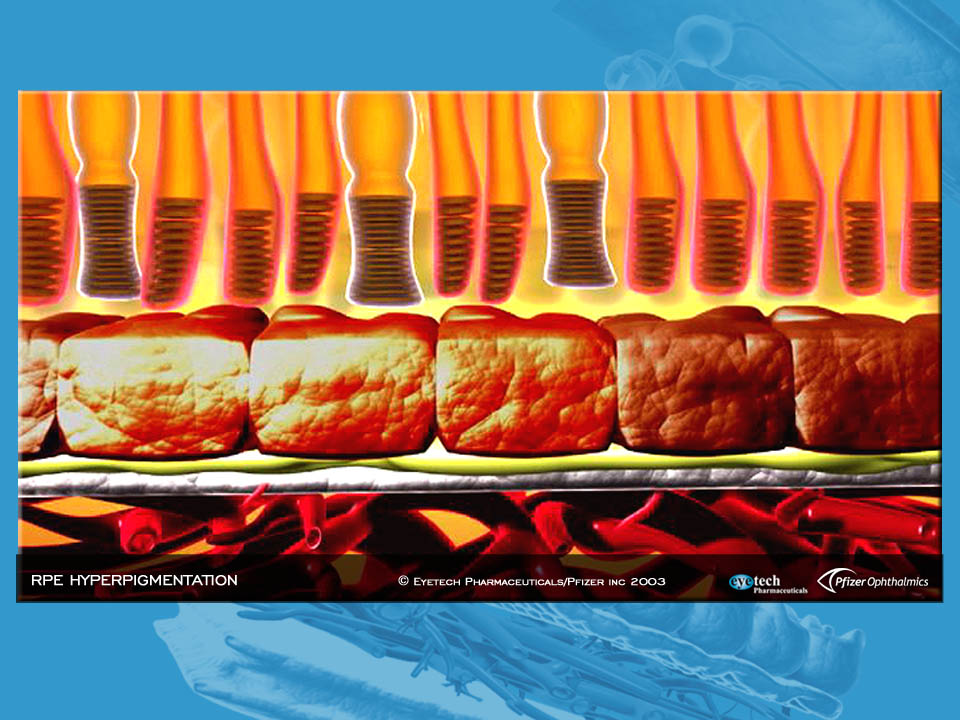 RPE HYPERPIGMENTATION
© EYETECH PHARMACEUTICALS/PFIZER INC 2003
eyetech
Pharmaceuticals
Pfizer Ophthalmics